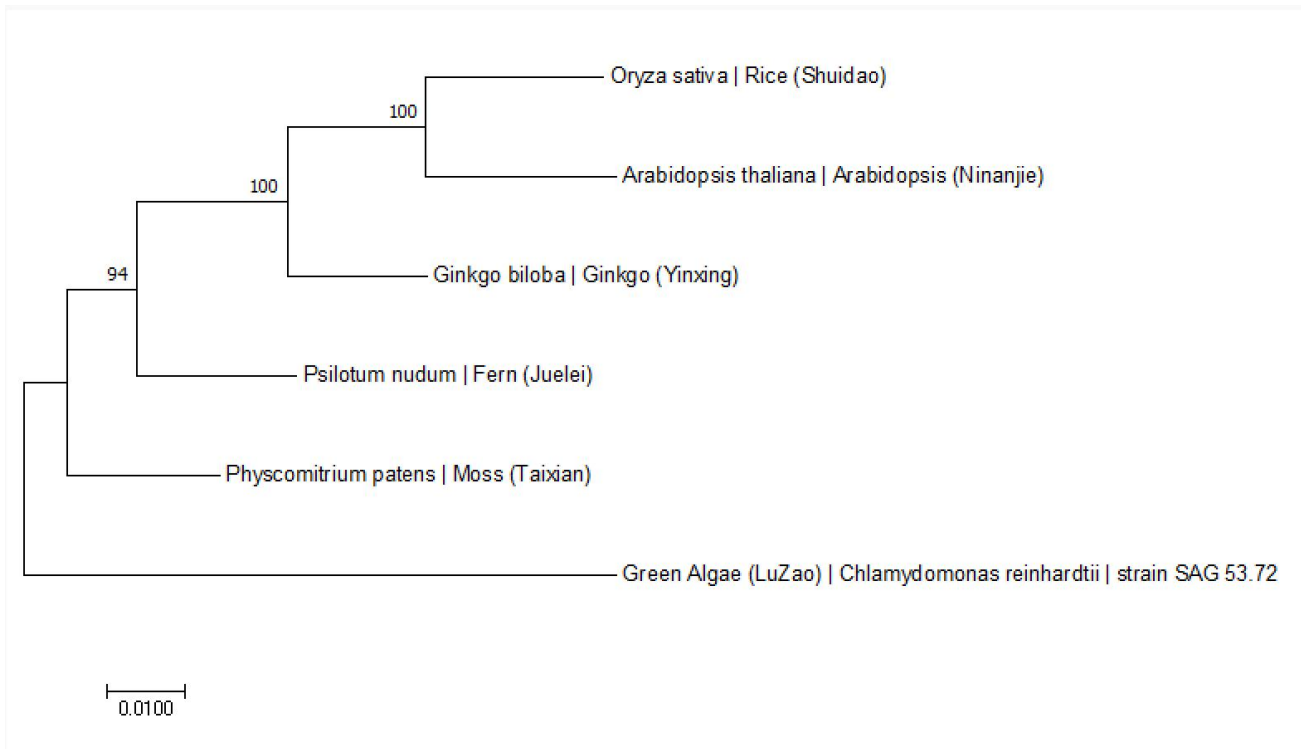 Oryza sativa | Rice (Shuidao)
100
Arabidopsis thaliana | Arabidopsis (Ninanjie)
100
Ginkgo biloba | Ginkgo (Yinxing)
94
Psilotum nudum | Fern (Juelei)
Physcomitrium patens | Moss (Taixian)
Green Algae (LuZao) | Chlamydomonas reinhardtii | strain SAG 53.72
0.0100